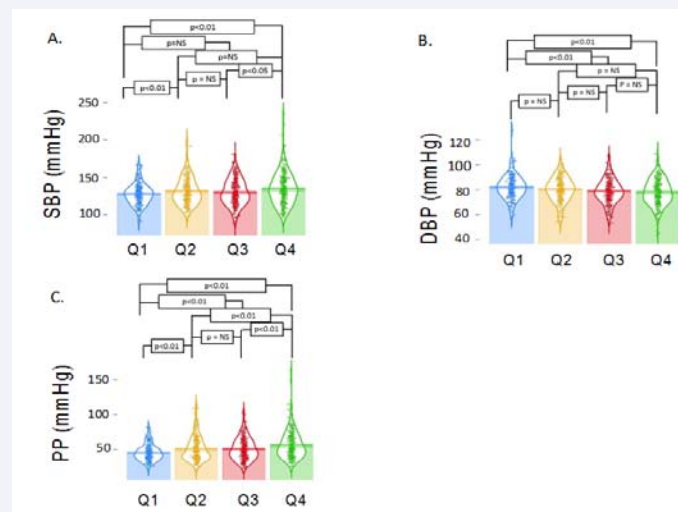 A.
p<0.01
p=NS
p=NS
p<0.05
p = NS
p<0.01
250
200
150
100
SBP (mmHg)
Q1 Q2 Q3 Q4
B.
p<0.01
p<0.01
p = NS
P = NS
p = NS
p = NS
120
100
80
60
40
DBP (mmHg)
Q1 Q2 Q3 Q4
C.
p<0.01
p<0.01
p<0.01
p<0.01
p = NS
p<0.01
150
100
50
PP (mmHg)
Q1 Q2 Q3 Q4